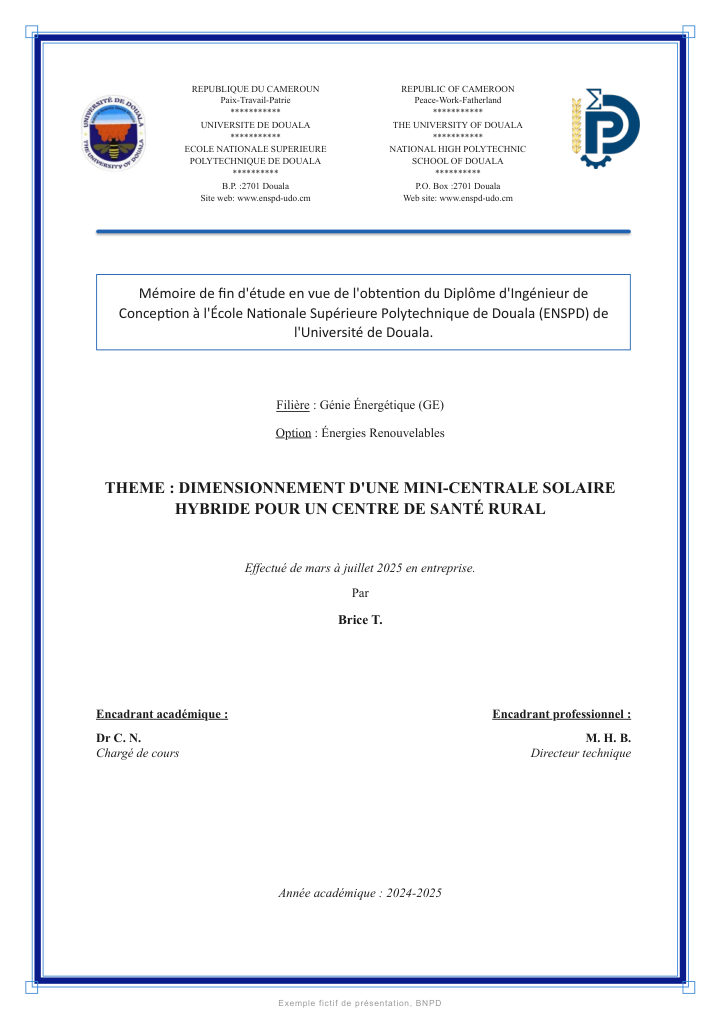 REPUBLIQUE DU CAMEROUN
Paix-Travail-Patrie
***********
UNIVERSITE DE DOUALA
***********
ECOLE NATIONALE SUPERIEURE
POLYTECHNIQUE DE DOUALA
**********
B.P. :2701 Douala
Site web: www.enspd-udo.cm
REPUBLIC OF CAMEROON
Peace-Work-Fatherland
***********
THE UNIVERSITY OF DOUALA
***********
NATIONAL HIGH POLYTECHNIC
SCHOOL OF DOUALA
**********
P.O. Box :2701 Douala
Web site: www.enspd-udo.cm
UNIVERSITÉ DE DOUALA
THE UNIVERSITY OF DOUALA
Σ
P
Mémoire de fin d'étude en vue de l'obtention du Diplôme d'Ingénieur de
Conception à l'École Nationale Supérieure Polytechnique de Douala (ENSPD) de
l'Université de Douala.
Filière : Génie Énergétique (GE)
Option : Énergies Renouvelables
THEME : DIMENSIONNEMENT D'UNE MINI-CENTRALE SOLAIRE
HYBRIDE POUR UN CENTRE DE SANTÉ RURAL
Effectué de mars à juillet 2025 en entreprise.
Par
Brice T.
Encadrant académique :
Dr C. N.
Chargé de cours
Encadrant professionnel :
M. H. B.
Directeur technique
Année académique : 2024-2025
Exemple fictif de présentation, BNPD